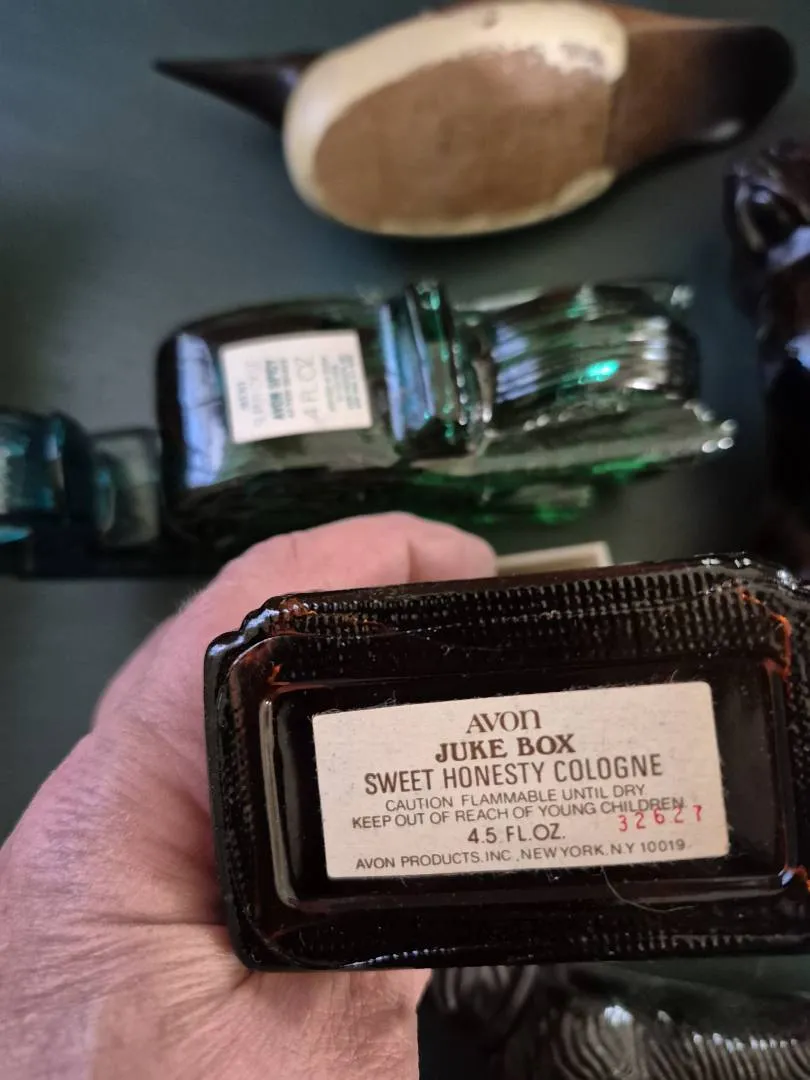 AVON
JUKE BOX
SWEET HONESTY COLOGNE
CAUTION FLAMMABLE UNTIL DRY
KEEP OUT OF REACH OF YOUNG CHILDREN
32627
4.5 FL.OZ.
AVON PRODUCTS.INC.,NEW YORK.N.Y 10019